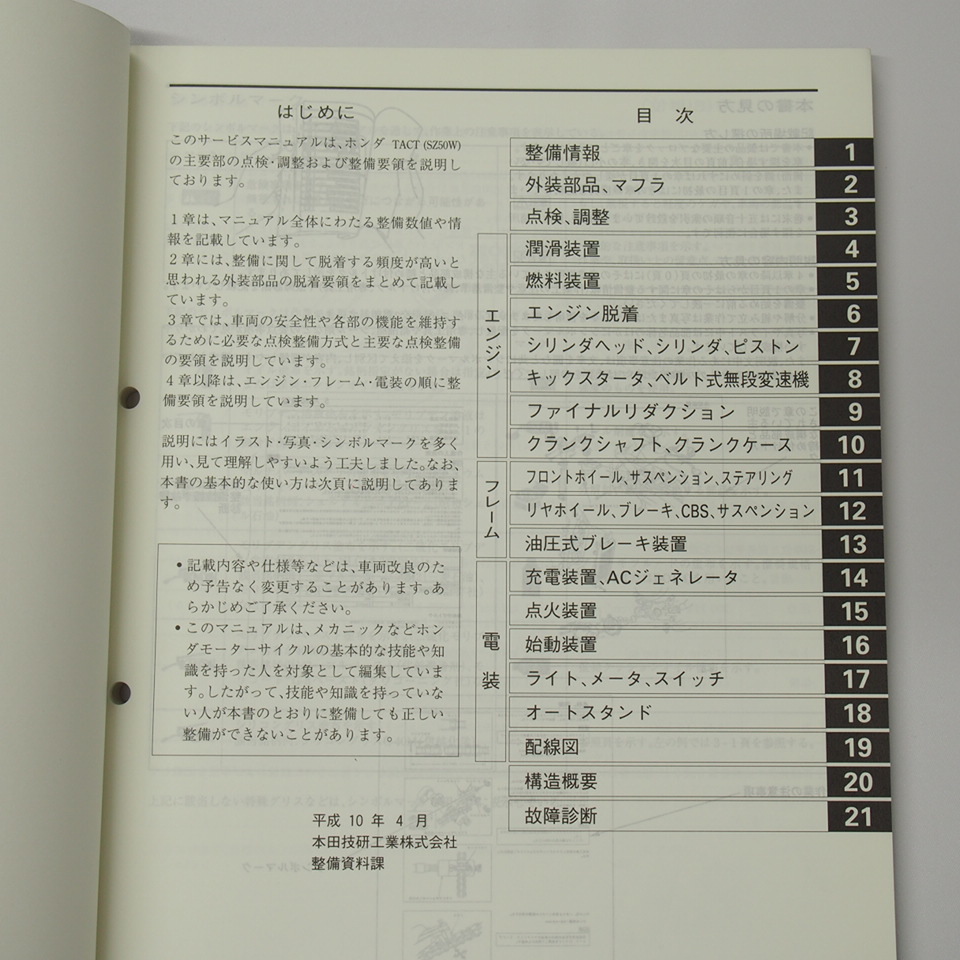 はじめに
このサービスマニュアルは、ホンダ TACT (SZ50W)
の主要部の点検・調整および整備要領を説明し
ております。
1章は、マニュアル全体にわたる整備数値や情
報を記載しています。
2章には、整備に関して脱着する頻度が高いと
思われる外装部品の脱着要領をまとめて記載し
ています。
3章では、車両の安全性や各部の機能を維持す
るために必要な点検整備方式と主要な点検整備
の要領を説明しています。
4章以降は、エンジン・フレーム・電装の順に整
備要領を説明しています。
説明にはイラスト・写真・シンボルマークを多く
用い、見て理解しやすいよう工夫しました。なお、
本書の基本的な使い方は次頁に説明してありま
す。
• 記載内容や仕様等などは、車両改良のた
め予告なく変更することがあります。あ
らかじめご了承ください。
• このマニュアルは、メカニックなどホン
ダモーターサイクルの基本的な技能や知
識を持った人を対象として編集していま
す。したがって、技能や知識を持っていな
い人が本書のとおりに整備しても正しい
整備ができないことがあります。
平成 10 年 4 月
本田技研工業株式会社
整備資料課
目 次
整備情報 1
外装部品、マフラ 2
点検、調整 3
エンジン
潤滑装置 4
燃料装置 5
エンジン脱着 6
シリンダヘッド、シリンダ、ピストン 7
キックスタータ、ベルト式無段変速機 8
ファイナルリダクション 9
クランクシャフト、クランクケース 10
フレーム
フロントホイール、サスペンション、ステアリング 11
リヤホイール、ブレーキ、CBS、サスペンション 12
油圧式ブレーキ装置 13
電装
充電装置、ACジェネレータ 14
点火装置 15
始動装置 16
ライト、メータ、スイッチ 17
オートスタンド 18
配線図 19
構造概要 20
故障診断 21